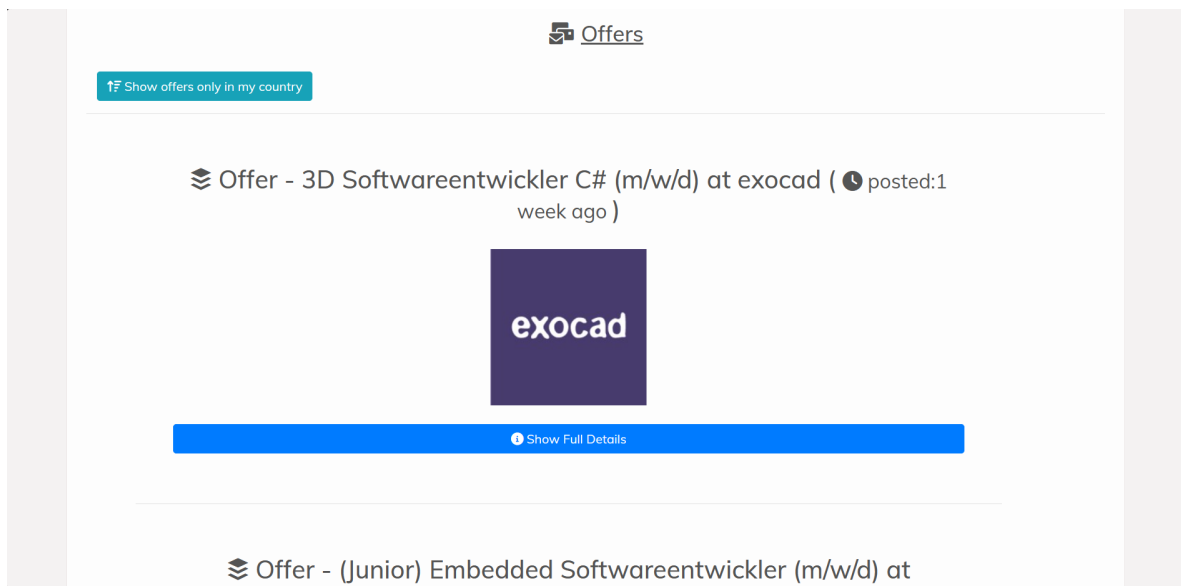 Offers
Show offers only in my country
Offer - 3D Softwareentwickler C# (m/w/d) at exocad ( posted:1
week ago )
exocad
Show Full Details
Offer - (Junior) Embedded Softwareentwickler (m/w/d) at